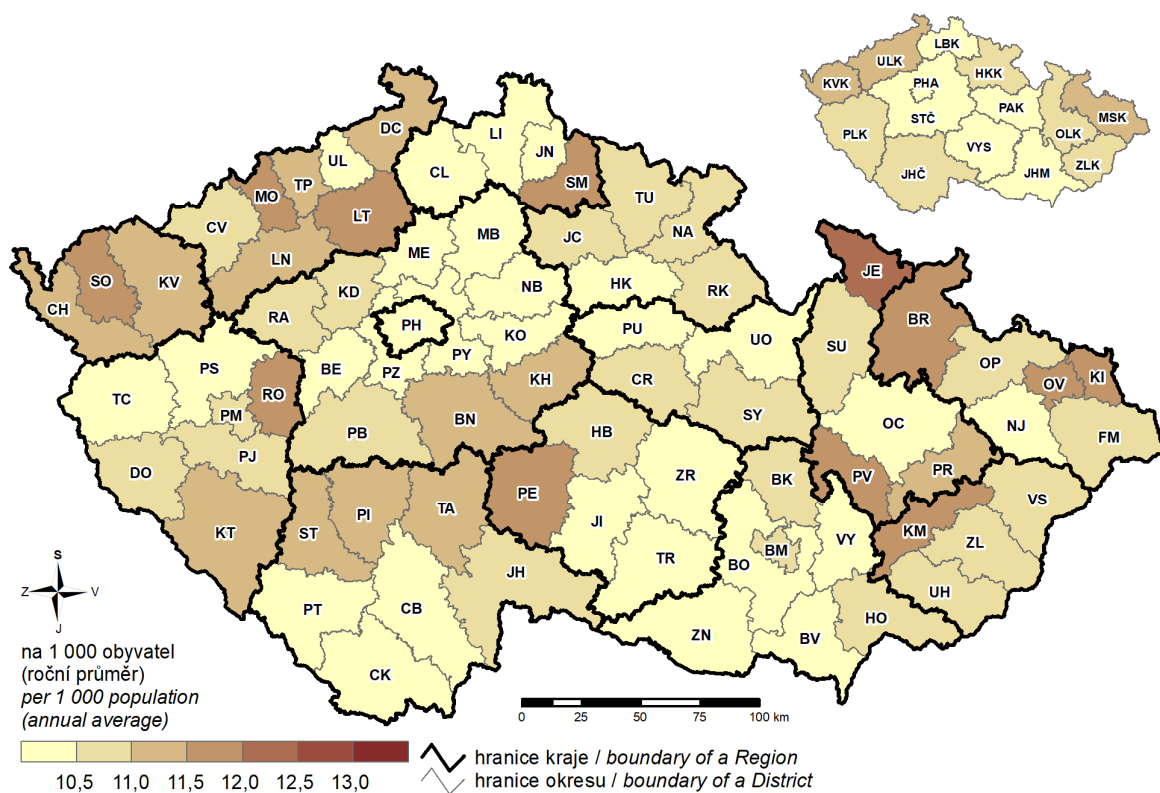 LBK
ULK
KVK
PHA
HKK
STČ
PAK
MSK
PLK
OLK
VYS
ZLK
JHČ
JHM
DC
LI
UL
JN
CL
TP
MO
SM
LT
TU
CV
MB
JC
NA
ME
LN
SO
KV
JE
CH
KD
NB
HK
RK
RA
BR
PH
PU
KO
UO
SU
OP
PS
BE
PY
PZ
KI
OV
RO
KH
CR
TC
PM
SY
BN
OC
NJ
PB
HB
FM
PJ
DO
PR
ZR
BK
PV
VS
PE
PI
TA
JI
KT
ST
KM
VY
ZL
BM
TR
BO
JH
UH
PT
CB
HO
ZN
BV
CK
S
Z V
J
na 1 000 obyvatel
(roční průměr)
per 1 000 population
(annual average)
0 25 50 75 100 km
10,5 11,0 11,5 12,0 12,5 13,0
hranice kraje / boundary of a Region
hranice okresu / boundary of a District